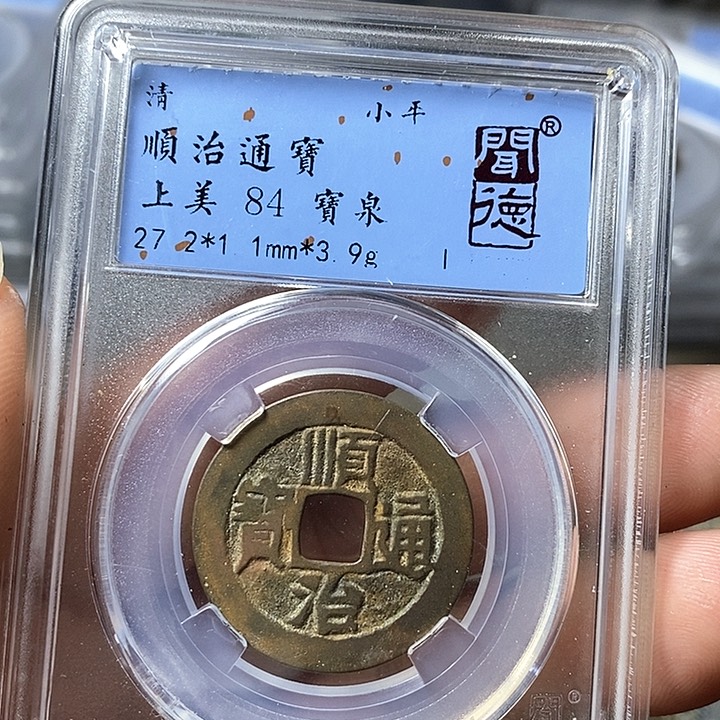 清 小平
順治通寶
上美 84 寶泉
27.2*1.1mm*3.9g
聞德®
順治通寶